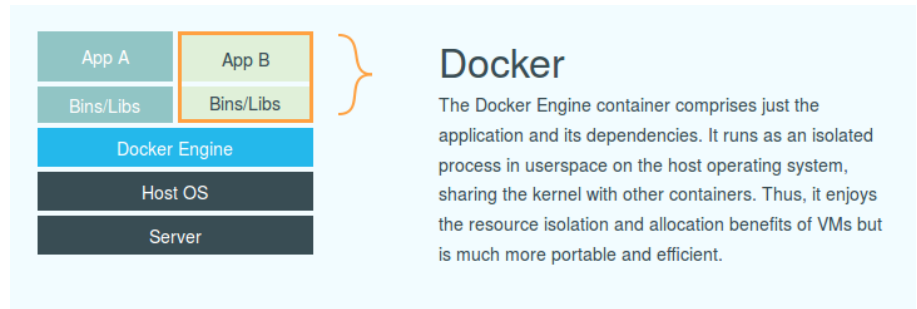 App A
App B
Bins/Libs
Bins/Libs
Docker Engine
Host OS
Server
Docker
The Docker Engine container comprises just the
application and its dependencies. It runs as an isolated
process in userspace on the host operating system,
sharing the kernel with other containers. Thus, it enjoys
the resource isolation and allocation benefits of VMs but
is much more portable and efficient.